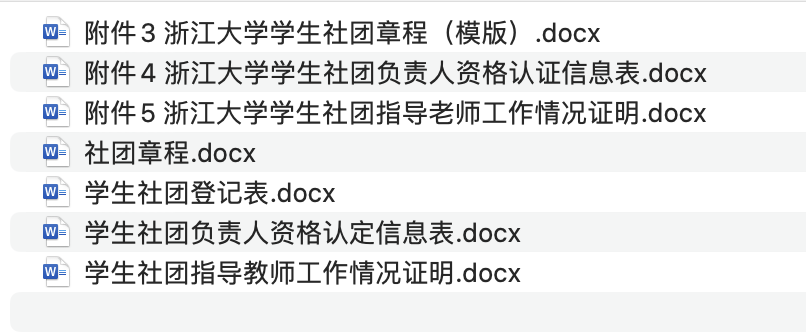 附件3 浙江大学学生社团章程（模版）.docx
附件4 浙江大学学生社团负责人资格认证信息表.docx
附件5 浙江大学学生社团指导老师工作情况证明.docx
社团章程.docx
学生社团登记表.docx
学生社团负责人资格认定信息表.docx
学生社团指导教师工作情况证明.docx